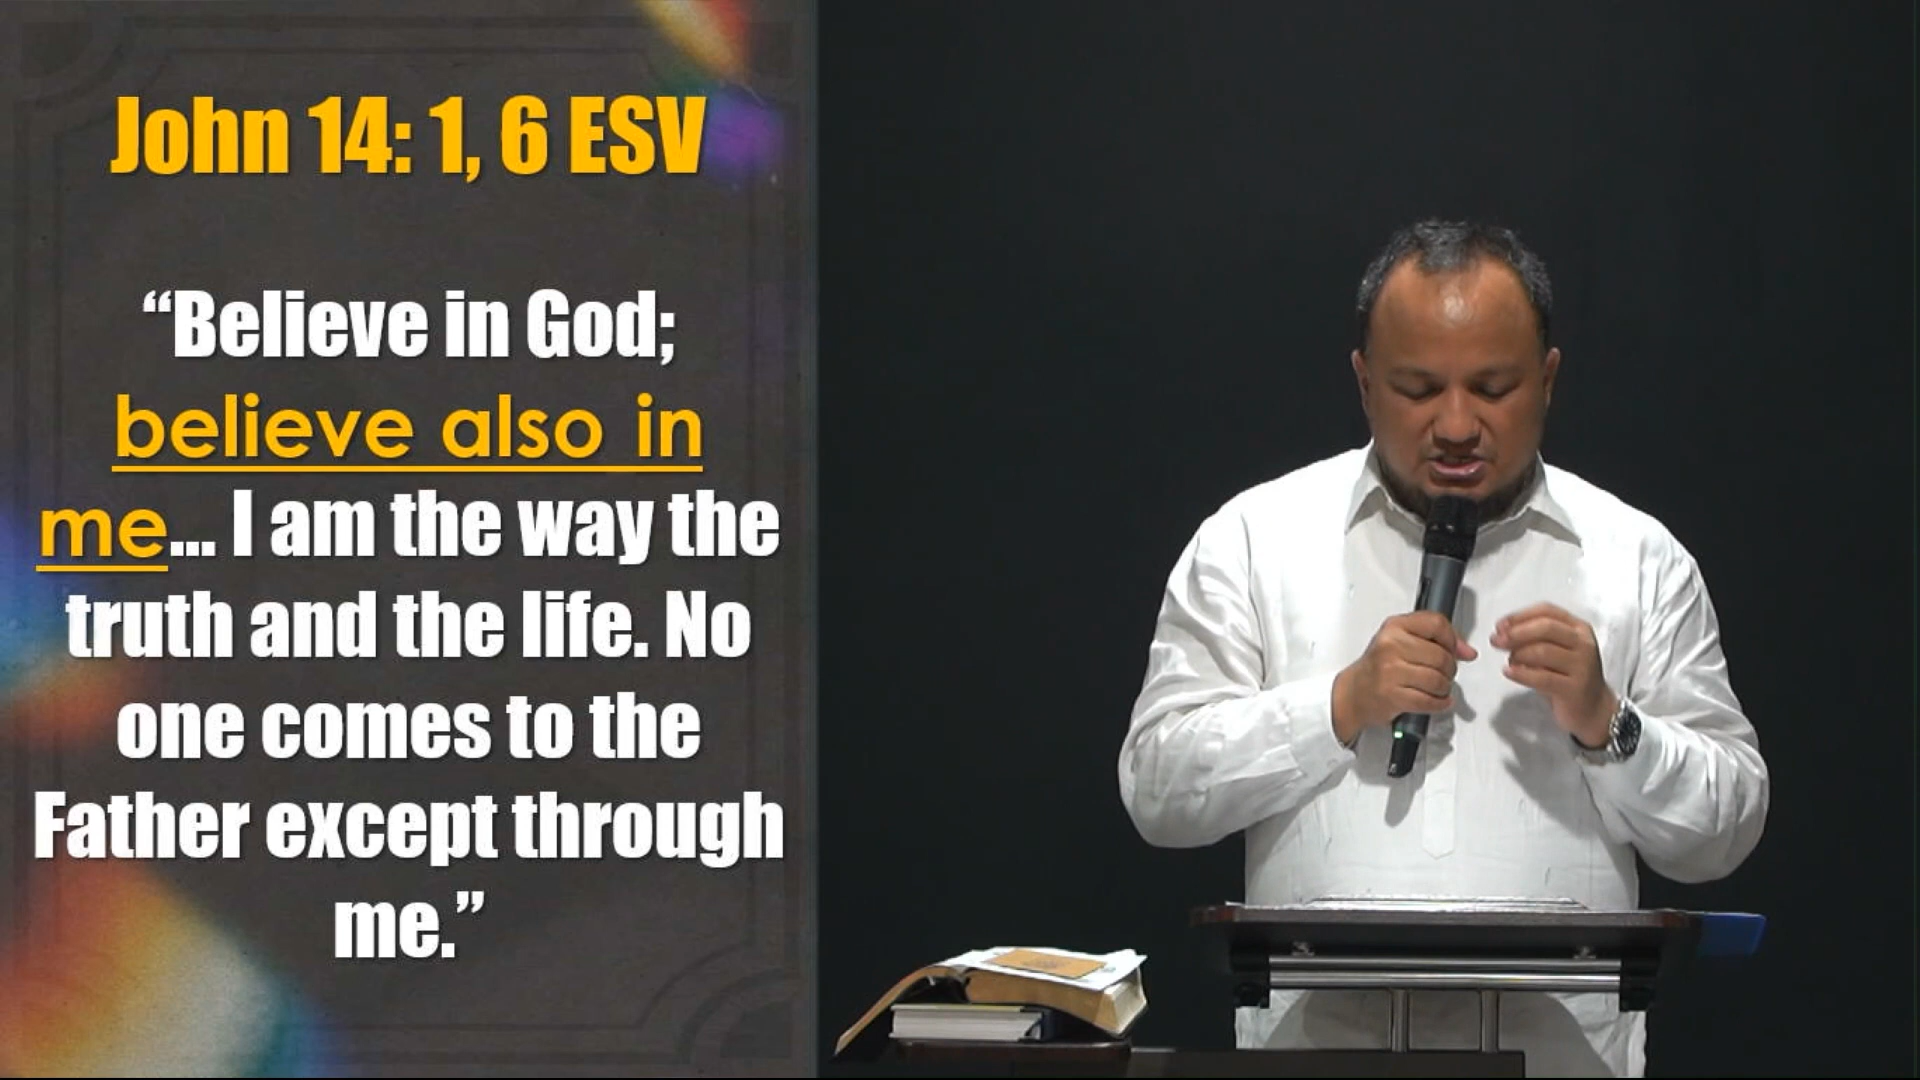 John 14: 1, 6 ESV
“Believe in God;
believe also in
me... I am the way the
truth and the life. No
one comes to the
Father except through
me.”